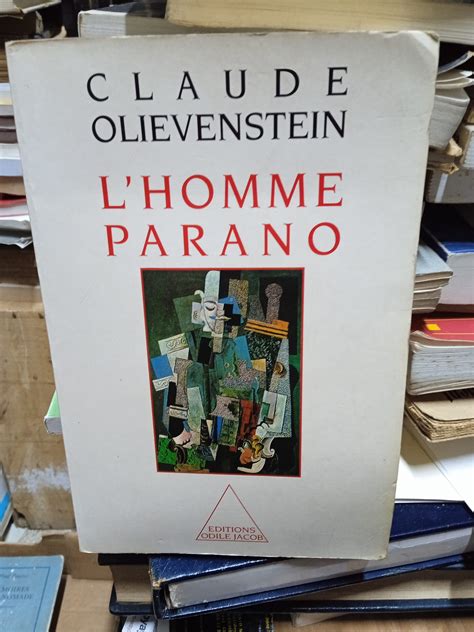 CLAUDE
OLIEVENSTEIN
L'HOMME
PARANO
EDITIONS
ODILE JACOB